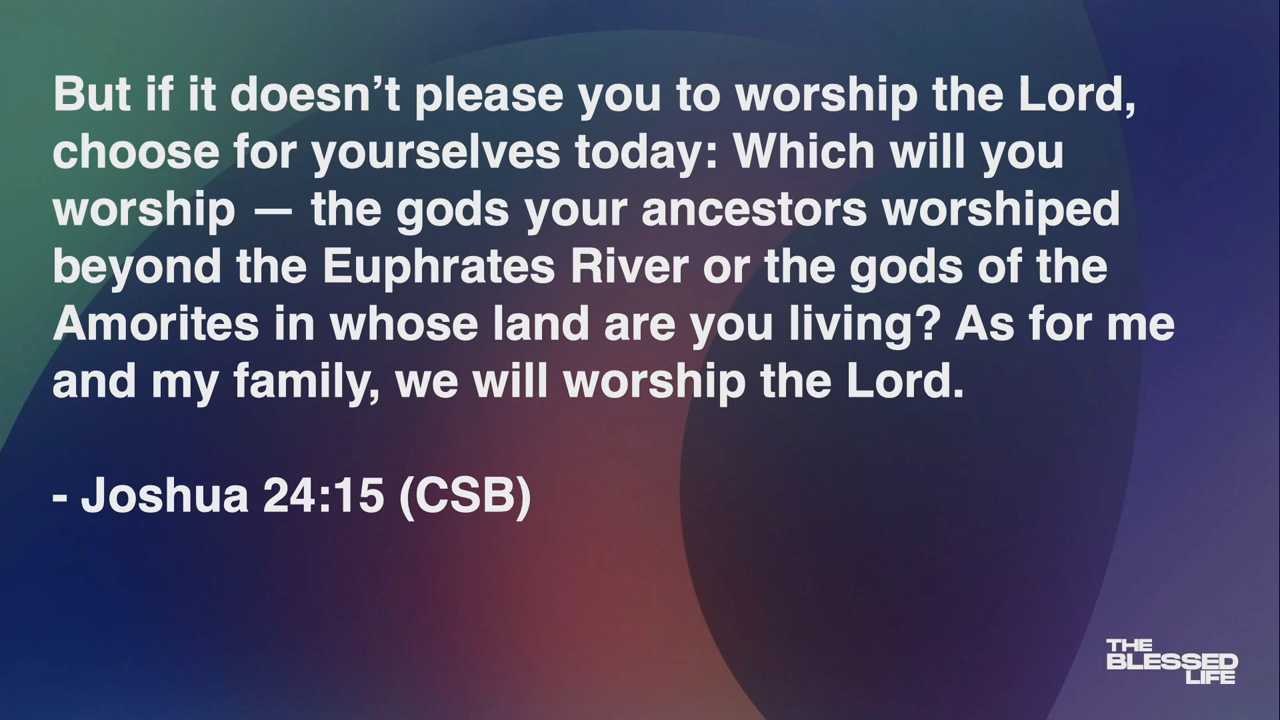 But if it doesn’t please you to worship the Lord,
choose for yourselves today: Which will you
worship — the gods your ancestors worshiped
beyond the Euphrates River or the gods of the
Amorites in whose land are you living? As for me
and my family, we will worship the Lord.
- Joshua 24:15 (CSB)
THE
BLESSED
LIFE